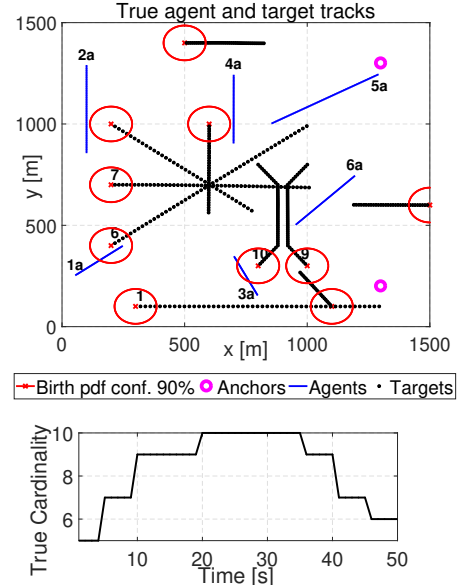 True agent and target tracks
2a
4a
5a
7
6a
6
1a
10
9
3a
1
1500
1000
500
0
y [m]
0 500 1000 1500
x [m]
Birth pdf conf. 90% Anchors Agents Targets
10
8
6
True Cardinality
10 20 30 40 50
Time [s]